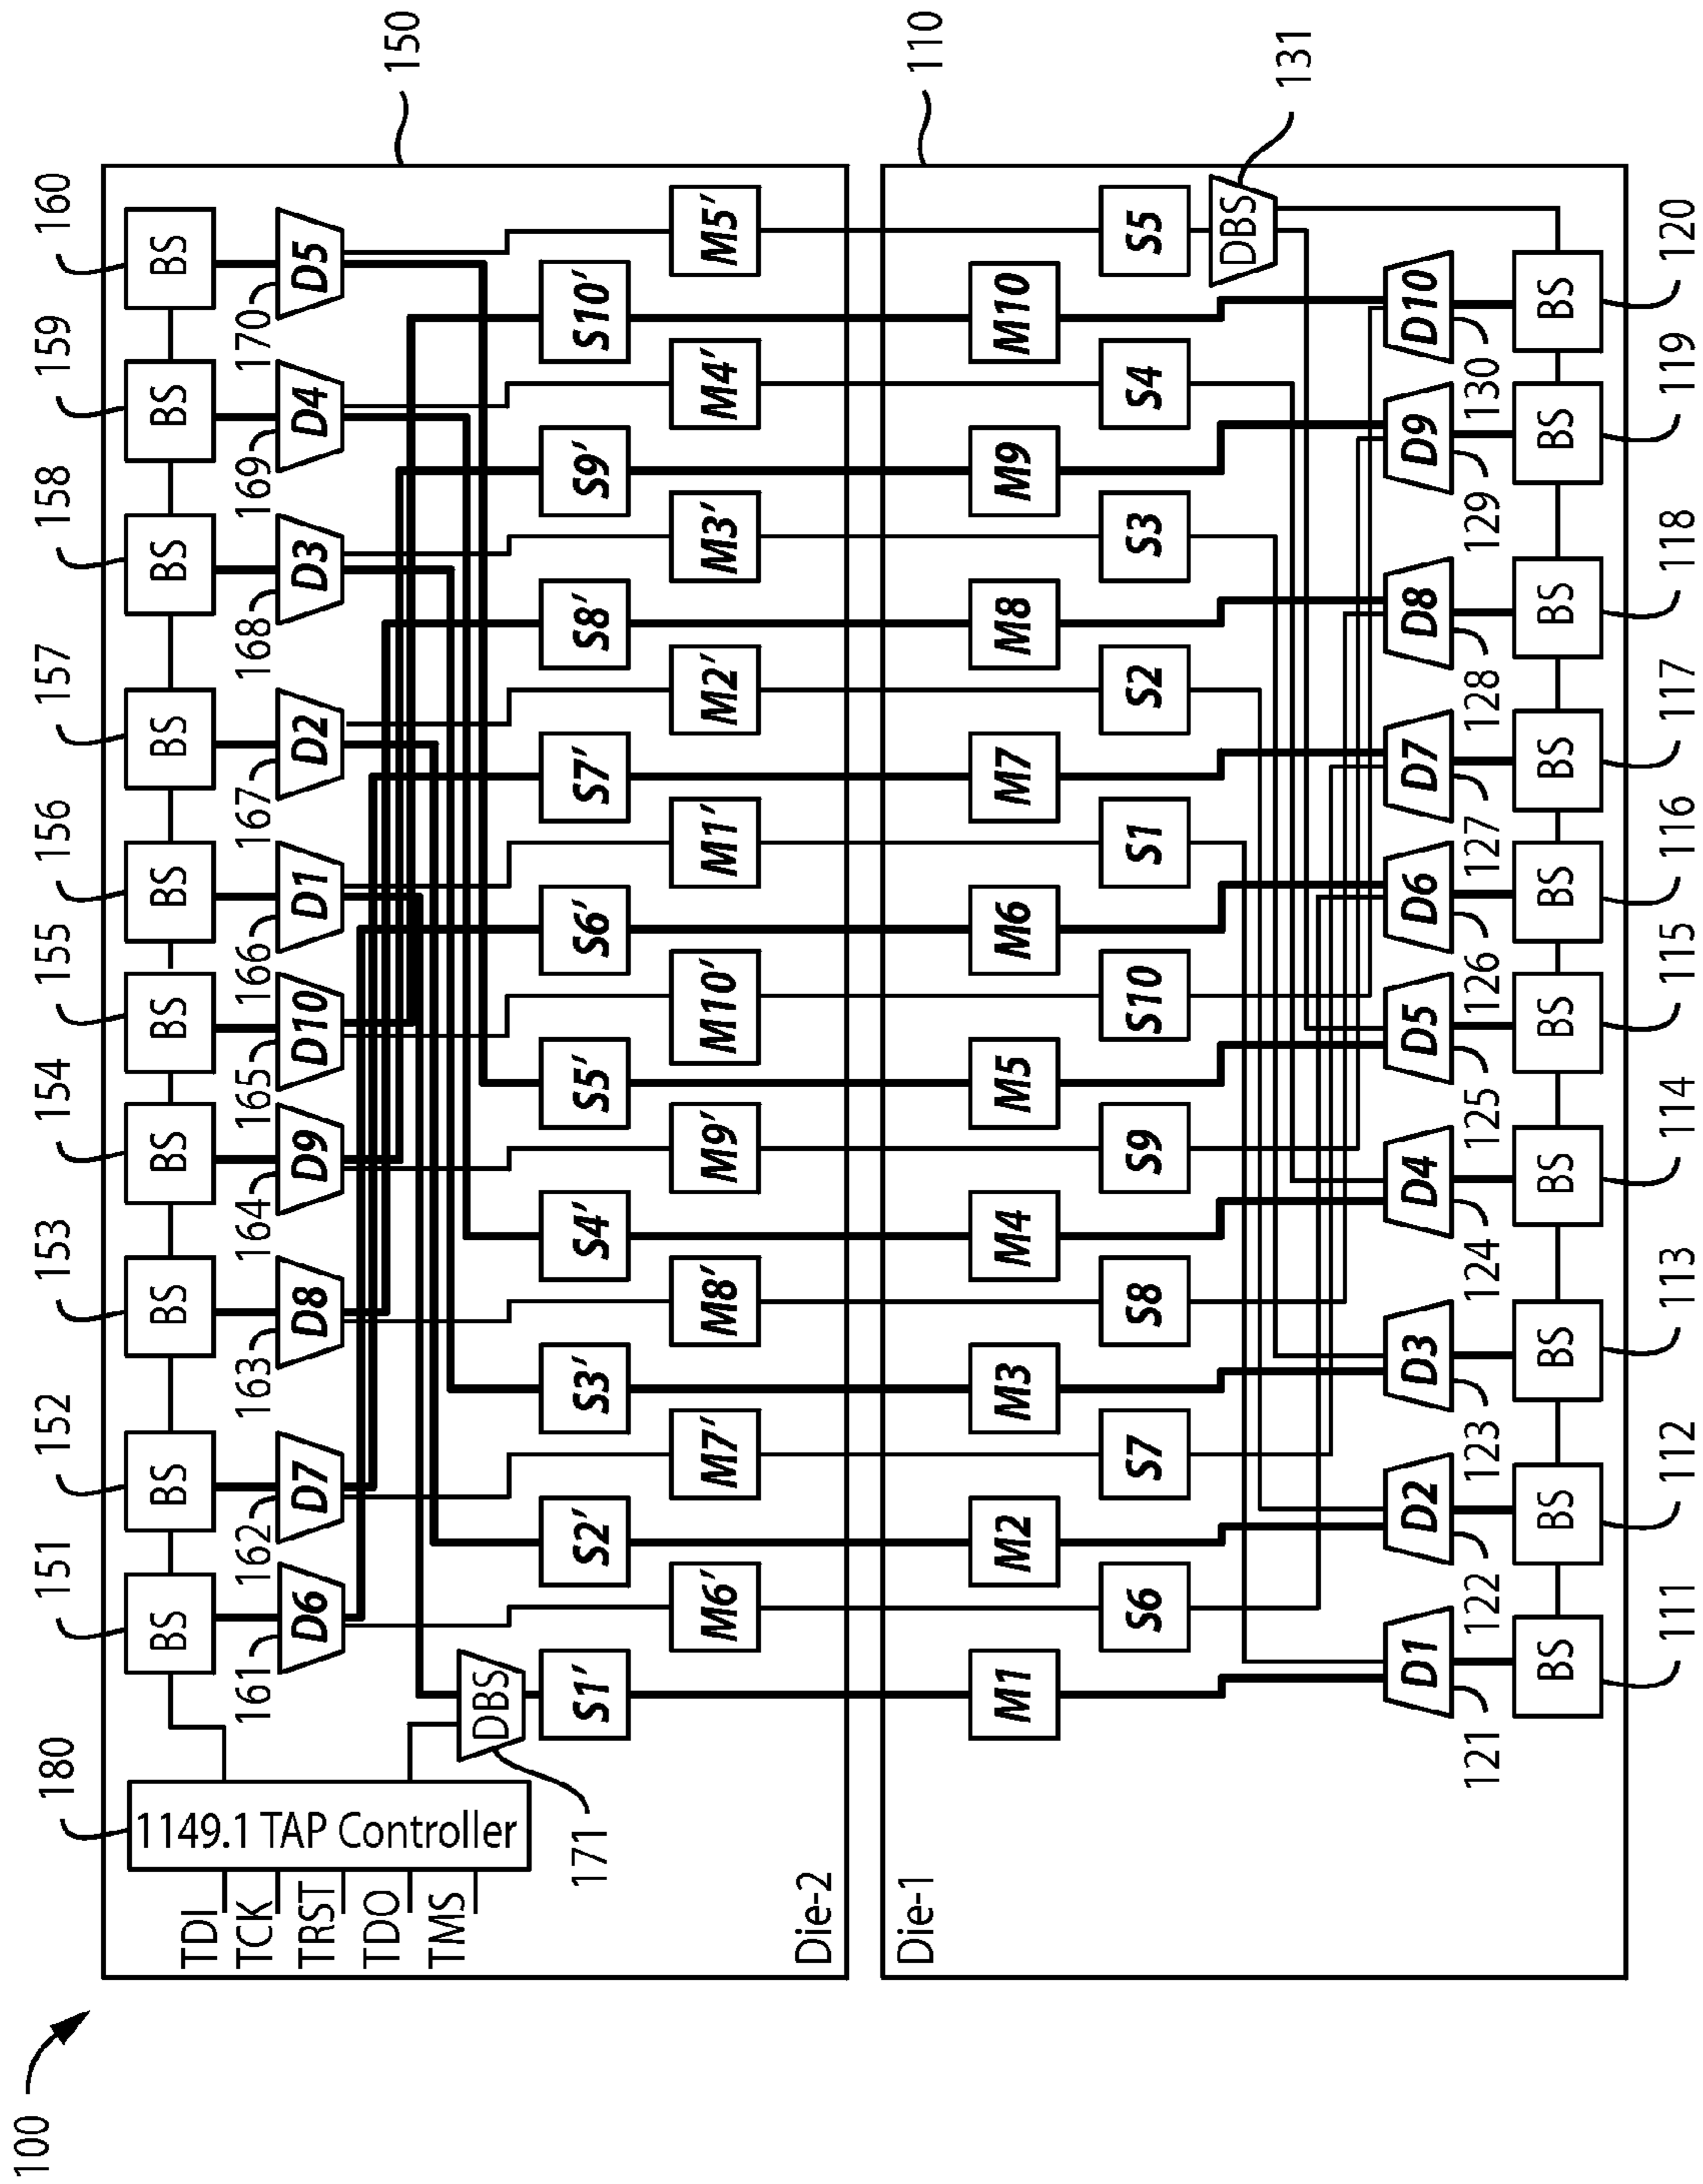 100
150
110
151
152
153
154
155
156
157
158
159
160
180
BS
BS
BS
BS
BS
BS
BS
BS
BS
BS
1149.1 TAP Controller
TDI
TCK
TRST
TDO
TMS
161
162
163
164
165
166
167
168
169
170
D6
D7
D8
D9
D10
D1
D2
D3
D4
D5
DBS
171
S1'
S2'
S3'
S4'
S5'
S6'
S7'
S8'
S9'
S10'
M6'
M7'
M8'
M9'
M10'
M1'
M2'
M3'
M4'
M5'
Die-2
Die-1
M1
M2
M3
M4
M5
M6
M7
M8
M9
M10
S6
S7
S8
S9
S10
S1
S2
S3
S4
S5
DBS
131
D1
D2
D3
D4
D5
D6
D7
D8
D9
D10
121
122
123
124
125
126
127
128
129
130
BS
BS
BS
BS
BS
BS
BS
BS
BS
BS
111
112
113
114
115
116
117
118
119
120